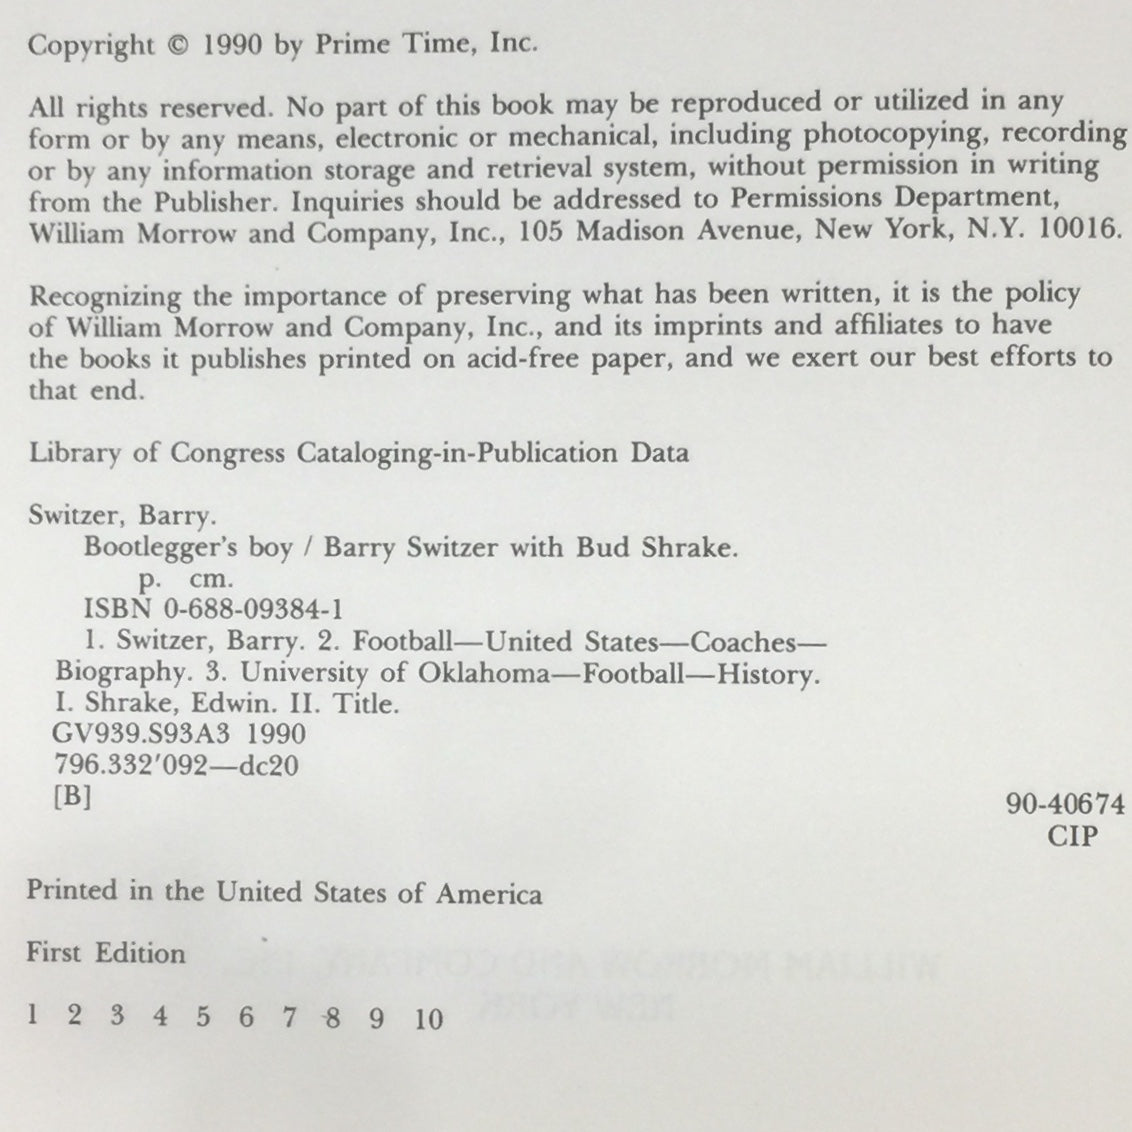 Copyright © 1990 by Prime Time, Inc.
All rights reserved. No part of this book may be reproduced or utilized in any
form or by any means, electronic or mechanical, including photocopying, recording
or by any information storage and retrieval system, without permission in writing
from the Publisher. Inquiries should be addressed to Permissions Department,
William Morrow and Company, Inc., 105 Madison Avenue, New York, N.Y. 10016.
Recognizing the importance of preserving what has been written, it is the policy
of William Morrow and Company, Inc., and its imprints and affiliates to have
the books it publishes printed on acid-free paper, and we exert our best efforts to
that end.
Library of Congress Cataloging-in-Publication Data
Switzer, Barry.
Bootlegger's boy / Barry Switzer with Bud Shrake.
p. cm.
ISBN 0-688-09384-1
1. Switzer, Barry. 2. Football—United States—Coaches—
Biography. 3. University of Oklahoma—Football—History.
I. Shrake, Edwin. II. Title.
GV939.S93A3 1990
796.332'092—dc20
[B]
90-40674
CIP
Printed in the United States of America
First Edition
1 2 3 4 5 6 7 8 9 10